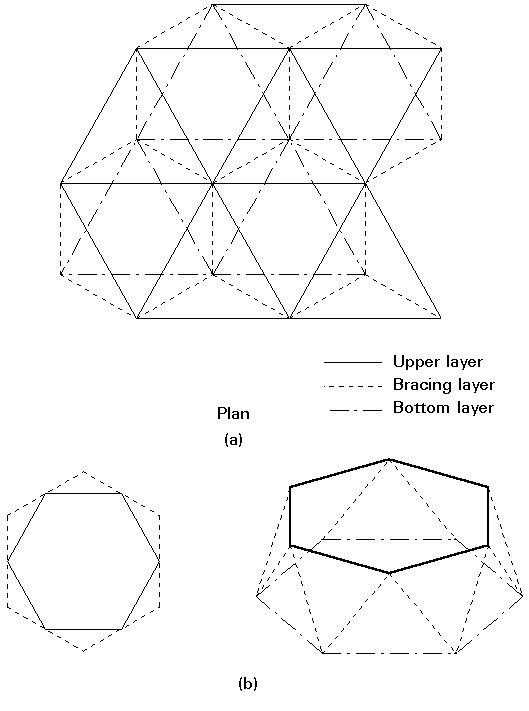 Upper layer
Bracing layer
Bottom layer
Plan
(a)
(b)